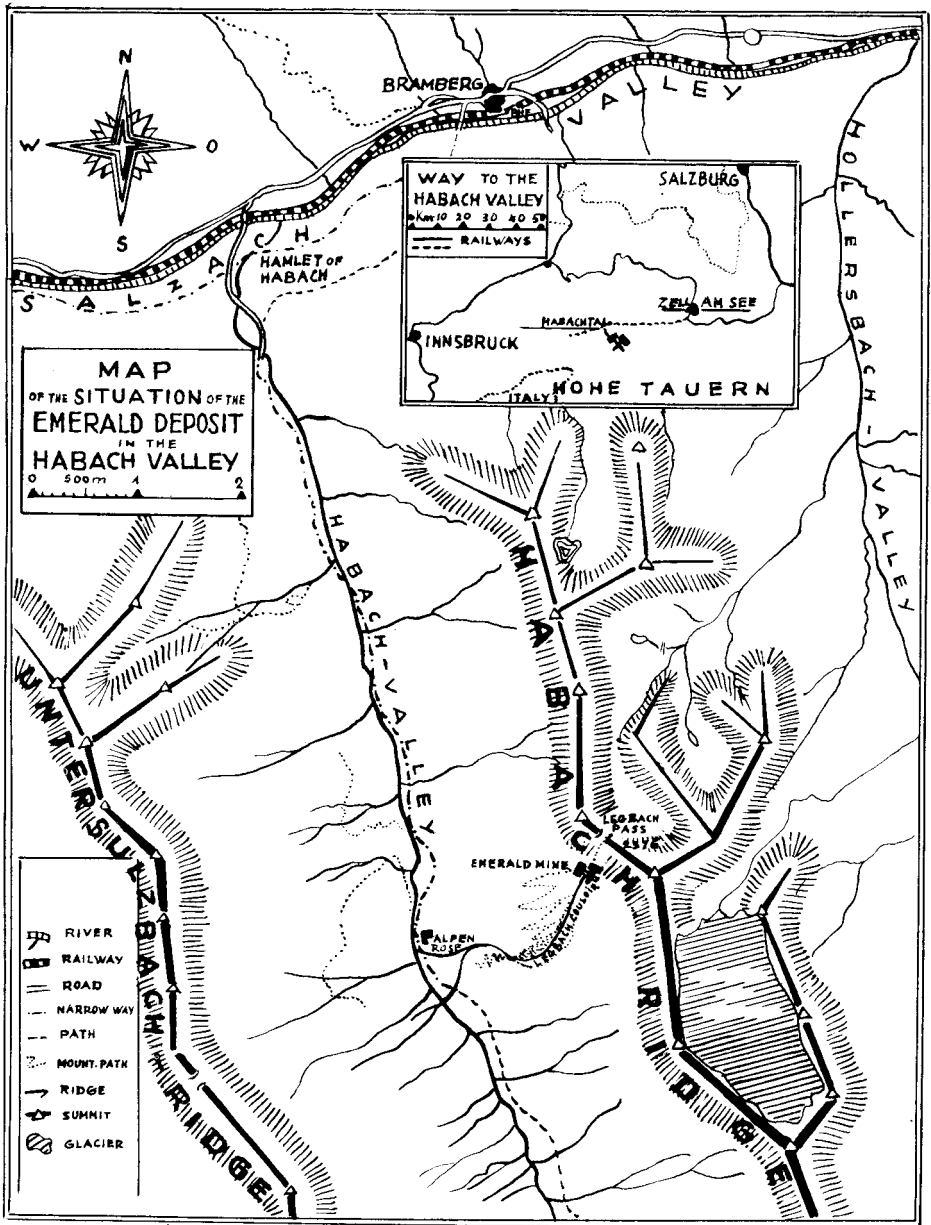 N
W O
S
BRAMBERG
SALZACH VALLEY
HAMLET OF
HABACH
HOLLERSBACH-VALLEY
WAY TO THE
HABACH VALLEY
Km 10 20 30 40 50
RAILWAYS
SALZBURG
ZELL AM SEE
HABACHTAL
INNSBRUCK
ITALY
HOHE TAUERN
MAP
OF THE SITUATION OF THE
EMERALD DEPOSIT
IN THE
HABACH VALLEY
0 500m 1 2
HABACH-VALLEY
HABACH RIDGE
UNTERSULZBACH RIDGE
LEGBACH
PASS
EMERALD MINE
ALPEN
ROSE
RIVER
RAILWAY
ROAD
NARROW WAY
PATH
MOUNT. PATH
RIDGE
SUMMIT
GLACIER